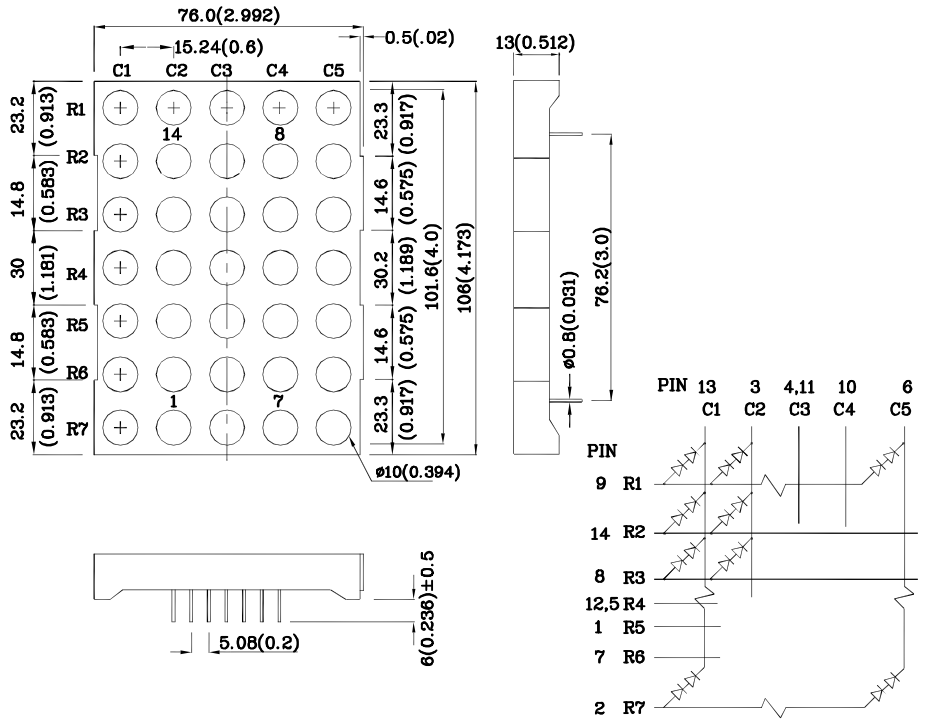 76.0(2.992)
15.24(0.6)
0.5(.02)
13(0.512)
C1 C2 C3 C4 C5
R1
R2
R3
R4
R5
R6
R7
14 8
1 7
23.2
(0.913)
14.8
(0.583)
30
(1.181)
14.8
(0.583)
23.2
(0.913)
23.3
(0.917)
14.6
(0.575)
30.2
(1.189)
14.6
(0.575)
23.3
(0.917)
101.6(4.0)
106(4.173)
ø10(0.394)
ø0.8(0.031)
76.2(3.0)
5.08(0.2)
6(0.236)±0.5
PIN 13 3 4,11 10 6
C1 C2 C3 C4 C5
PIN
9 R1
14 R2
8 R3
12,5 R4
1 R5
7 R6
2 R7